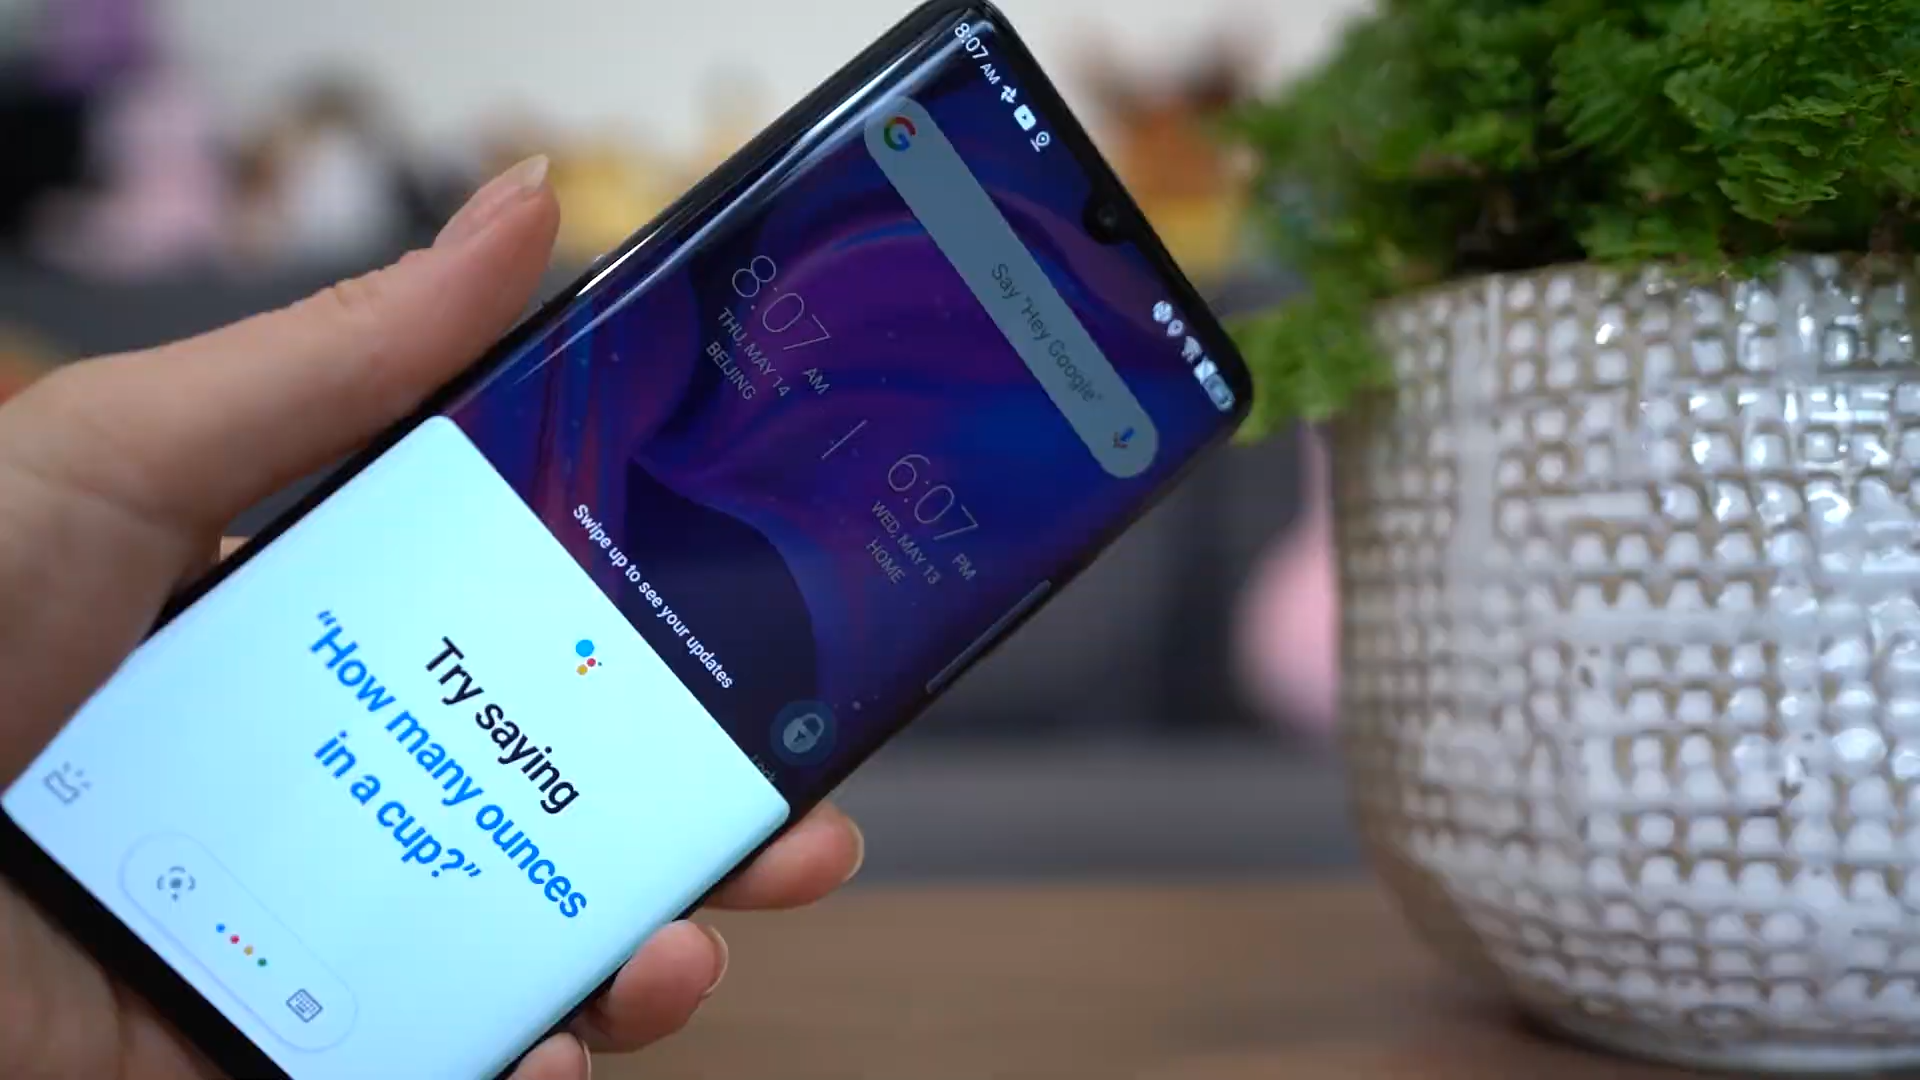 8:07 AM
G
Say "Hey Google"
8:07 AM
THU, MAY 14
BEIJING
6:07 PM
WED, MAY 13
HOME
Swipe up to see your updates
Try saying
“How many ounces
in a cup?”